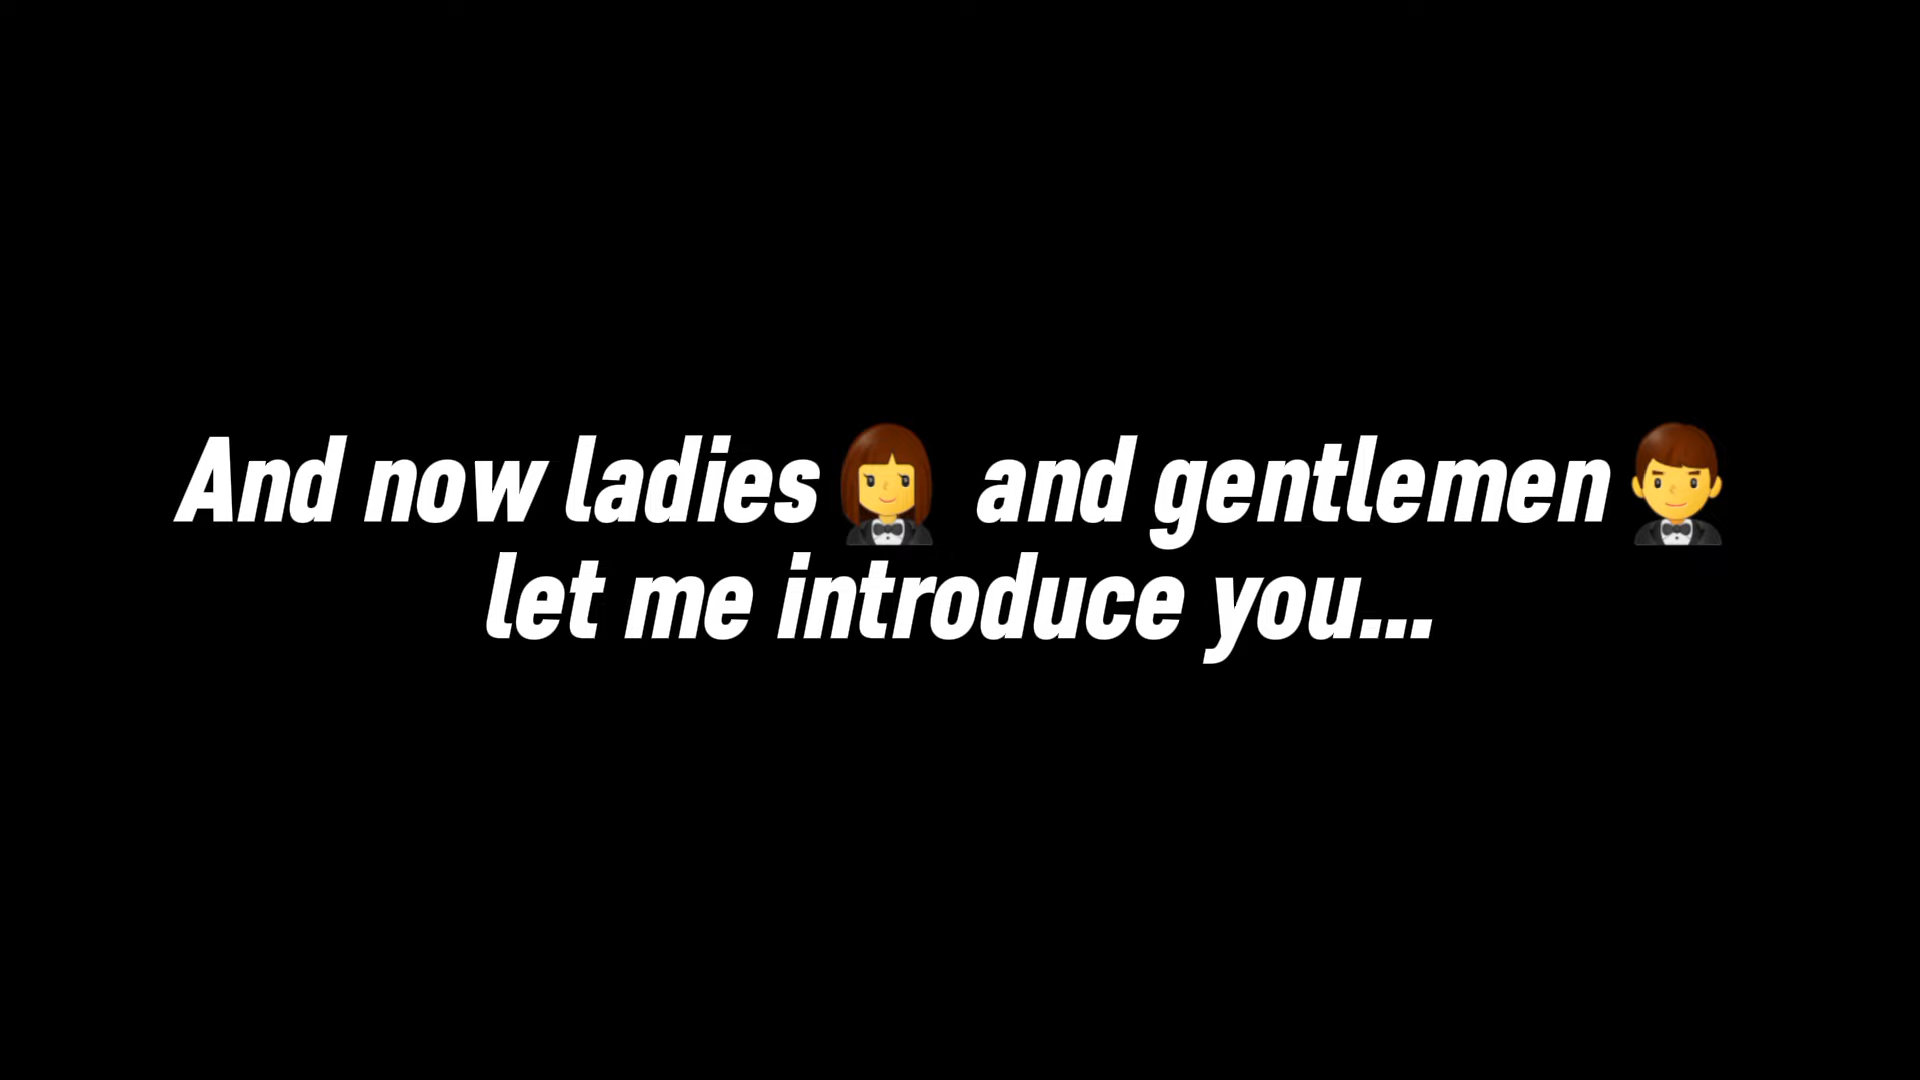 And now ladies🤵‍♀️ and gentlemen🤵‍♂️
let me introduce you...